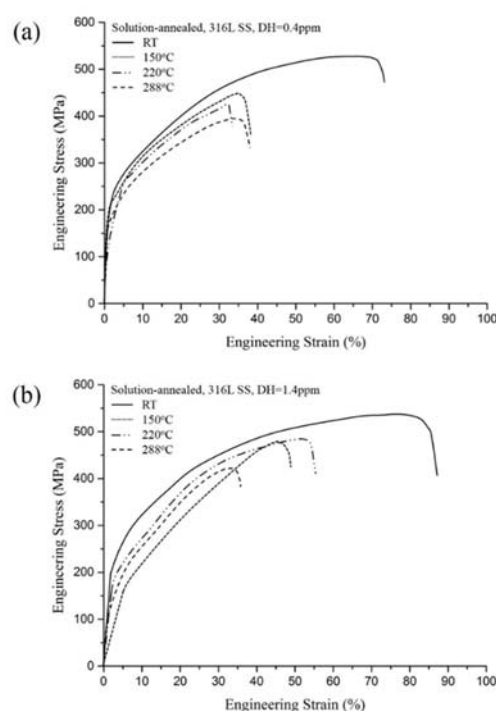 (a)
Solution-annealed, 316L SS, DH=0.4ppm
RT
150°C
220°C
288°C
600
500
400
300
200
100
0
0 10 20 30 40 50 60 70 80 90 100
Engineering Stress (MPa)
Engineering Strain (%)
(b)
Solution-annealed, 316L SS, DH=1.4ppm
RT
150°C
220°C
288°C
600
500
400
300
200
100
0
0 10 20 30 40 50 60 70 80 90 100
Engineering Stress (MPa)
Engineering Strain (%)